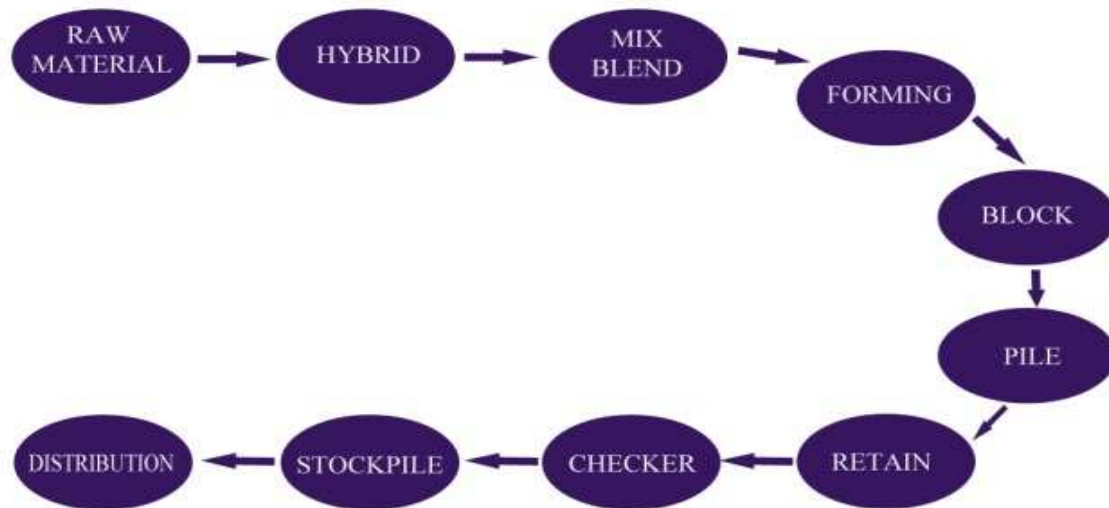 RAW
MATERIAL
HYBRID
MIX
BLEND
FORMING
BLOCK
PILE
RETAIN
CHECKER
STOCKPILE
DISTRIBUTION